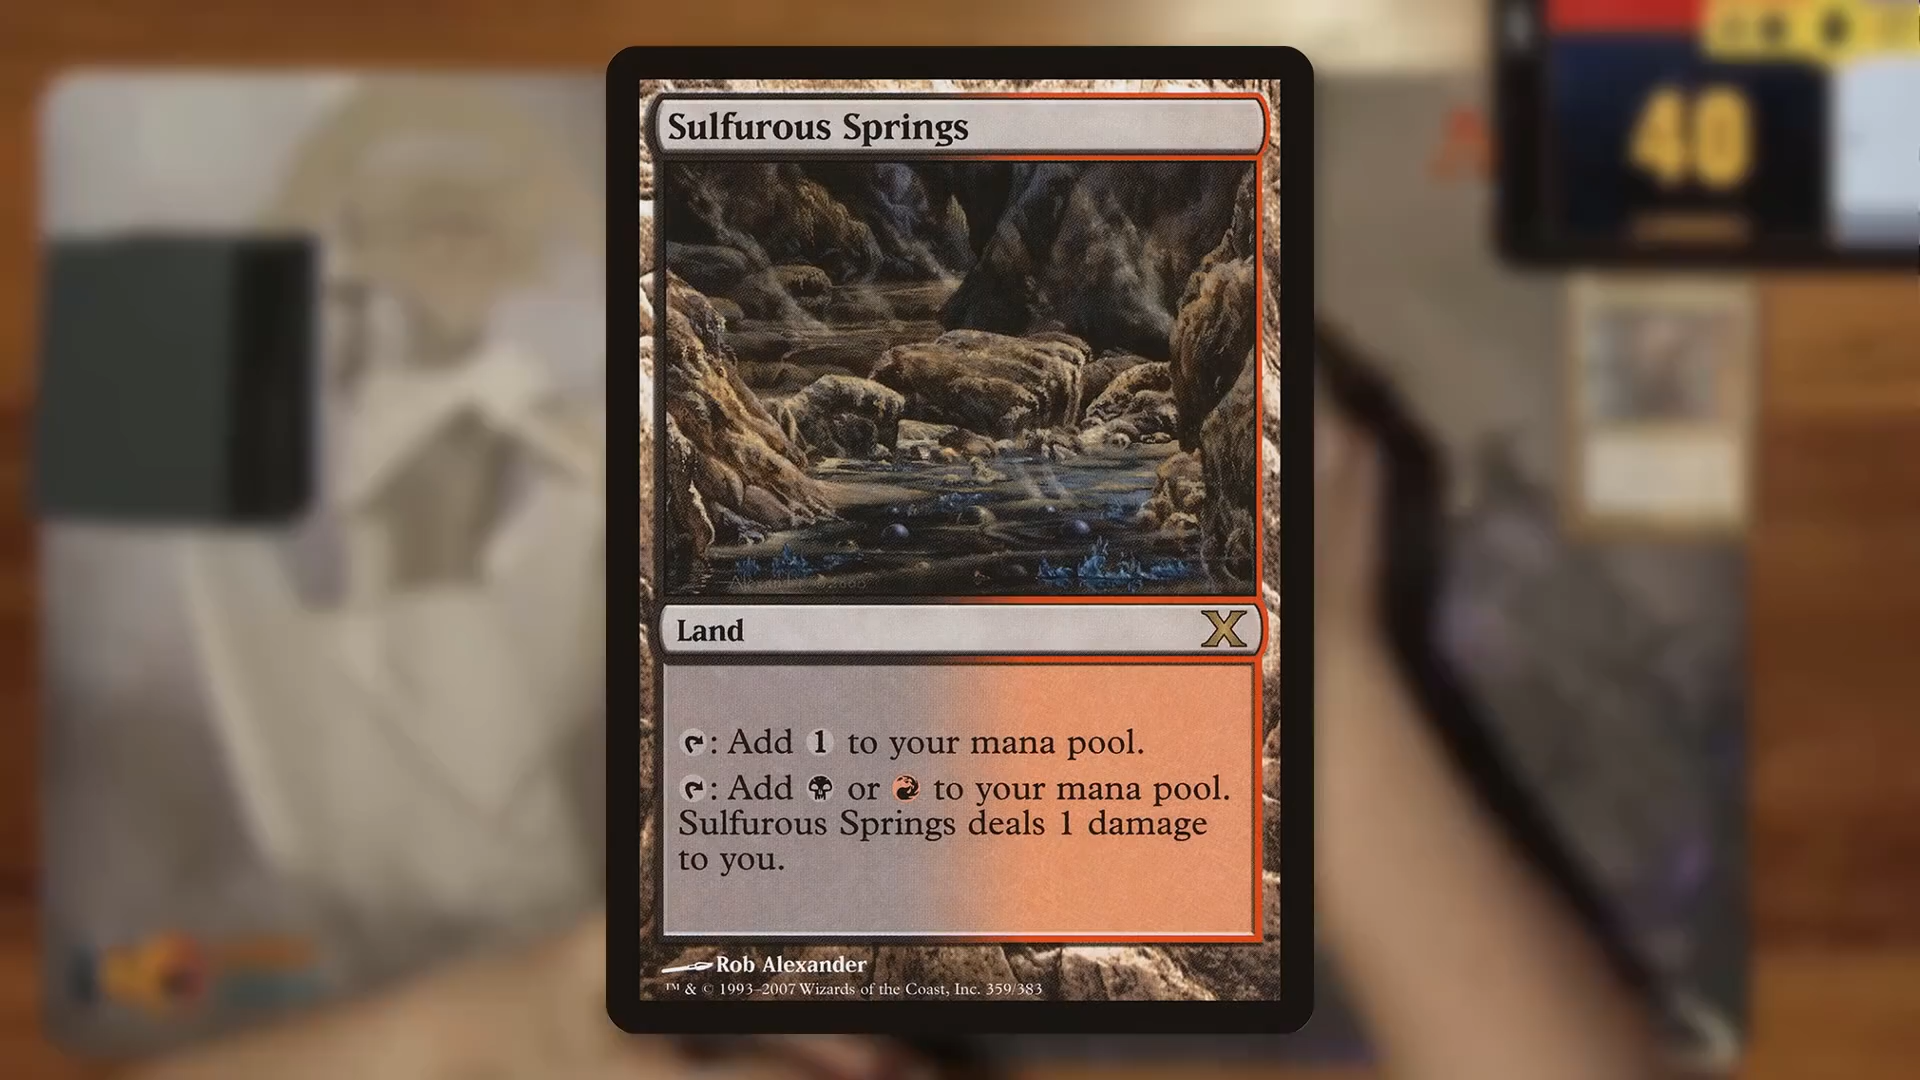 40
Sulfurous Springs
Land
: Add 1 to your mana pool.
: Add or to your mana pool.
Sulfurous Springs deals 1 damage
to you.
Rob Alexander
™ & © 1993–2007 Wizards of the Coast, Inc. 359/383